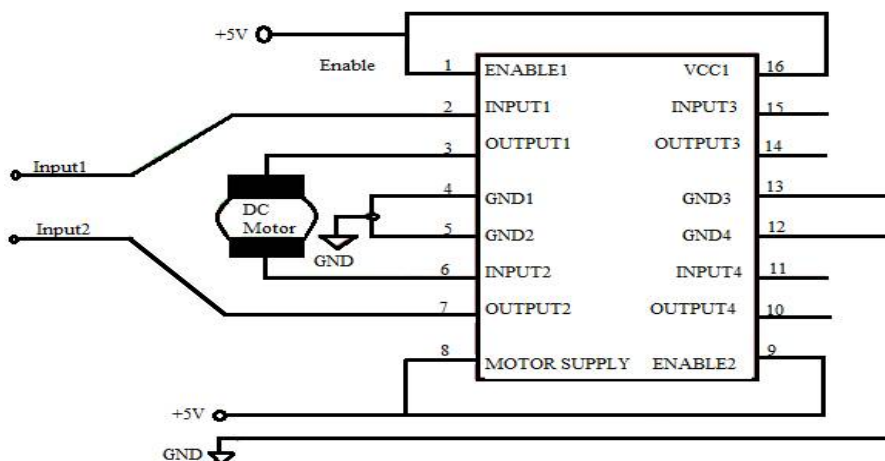 +5V
Enable
1 ENABLE1 VCC1 16
2 INPUT1 INPUT3 15
3 OUTPUT1 OUTPUT3 14
Input1
4 GND1 GND3 13
DC
Motor
Input2
5 GND2 GND4 12
GND
6 INPUT2 INPUT4 11
7 OUTPUT2 OUTPUT4 10
8 MOTOR SUPPLY ENABLE2 9
+5V
GND